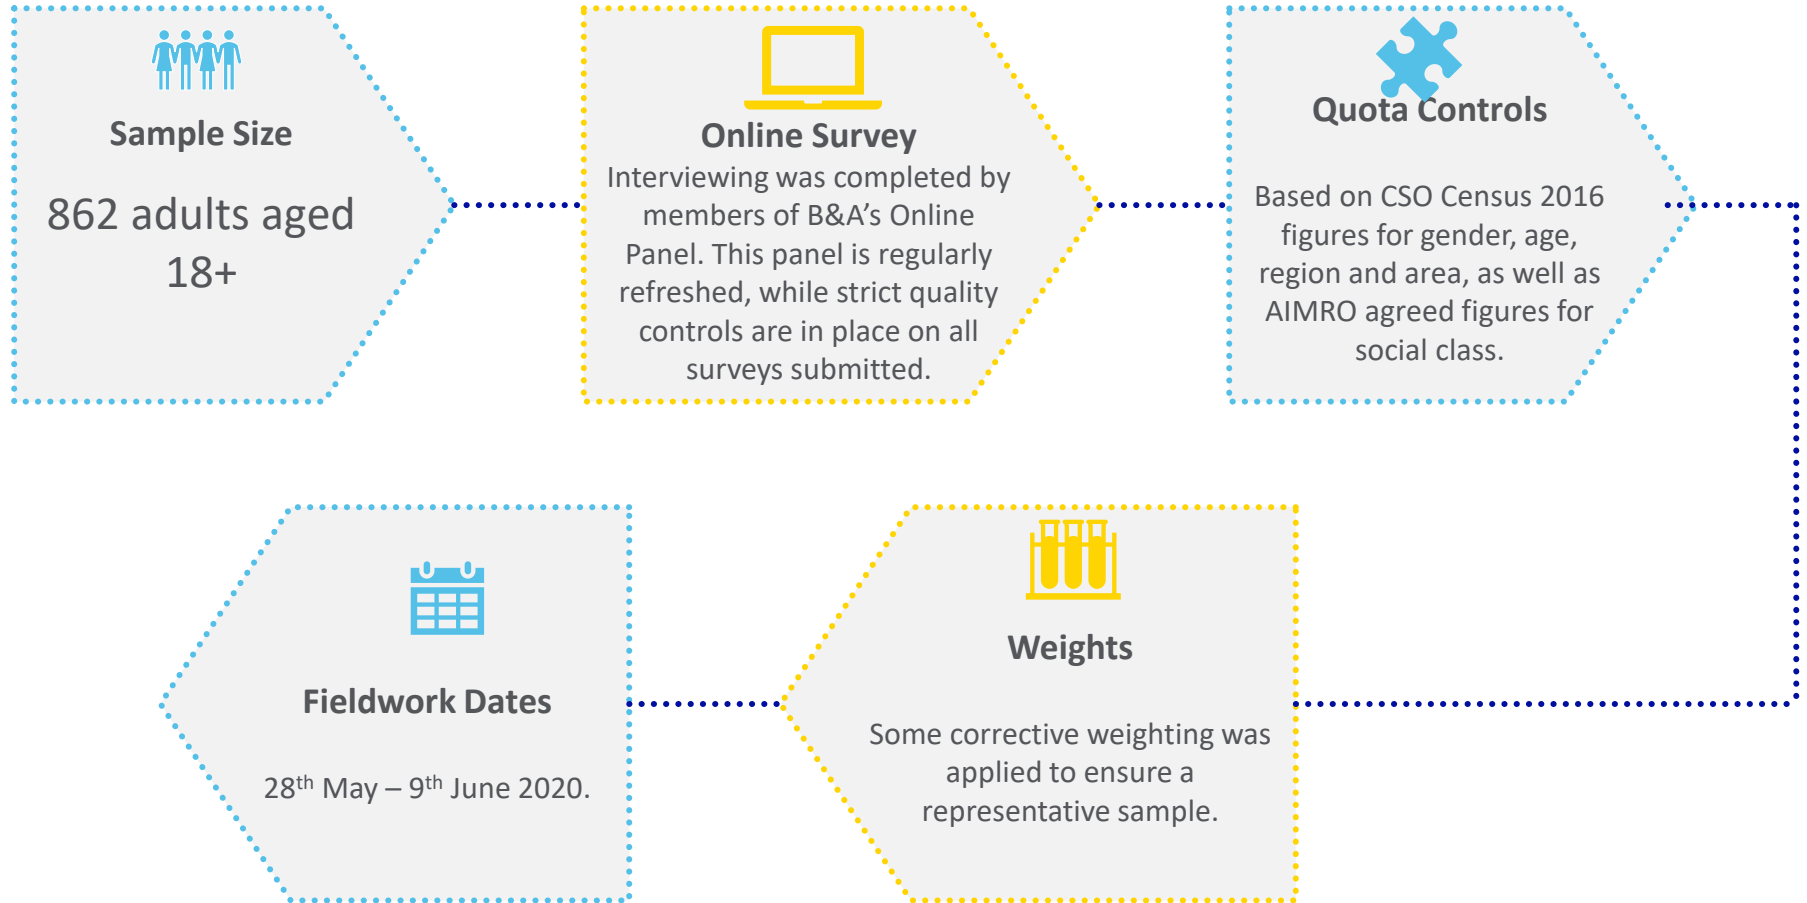 Sample Size
862 adults aged
18+
Online Survey
Interviewing was completed by
members of B&A’s Online
Panel. This panel is regularly
refreshed, while strict quality
controls are in place on all
surveys submitted.
Quota Controls
Based on CSO Census 2016
figures for gender, age,
region and area, as well as
AIMRO agreed figures for
social class.
Weights
Some corrective weighting was
applied to ensure a
representative sample.
Fieldwork Dates
28th May – 9th June 2020.